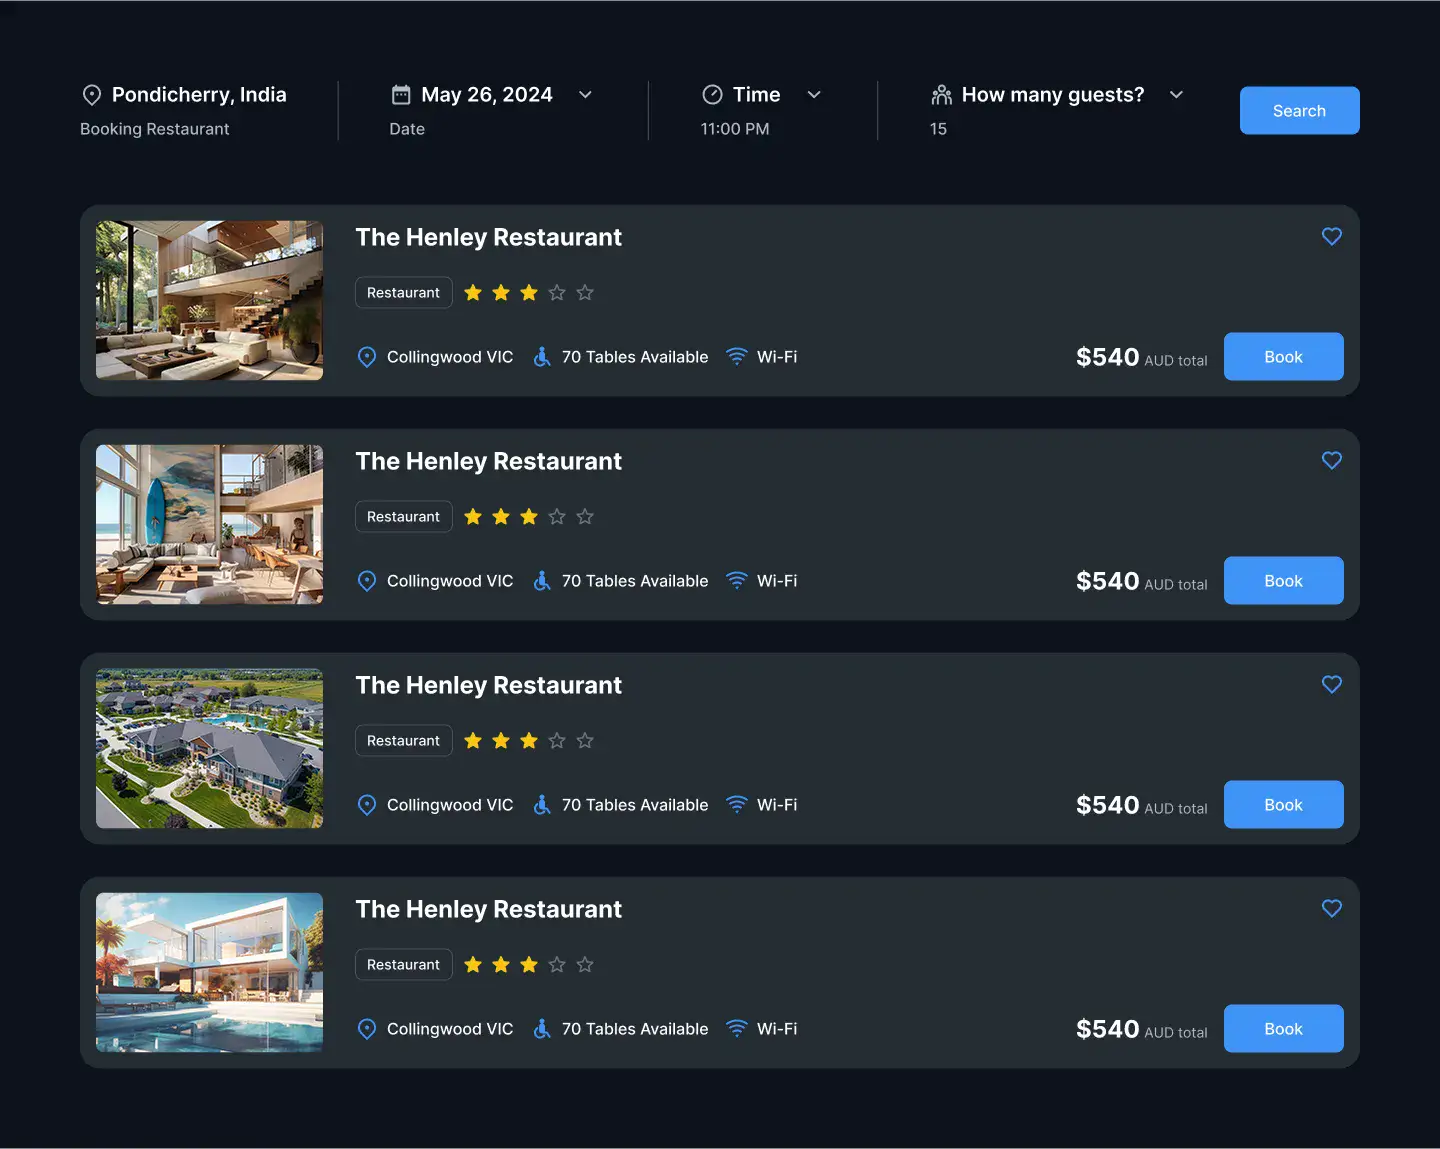 Pondicherry, India
Booking Restaurant
May 26, 2024
Date
Time
11:00 PM
How many guests?
15
Search
The Henley Restaurant
Restaurant
Collingwood VIC 70 Tables Available Wi-Fi
$540 AUD total
Book
The Henley Restaurant
Restaurant
Collingwood VIC 70 Tables Available Wi-Fi
$540 AUD total
Book
The Henley Restaurant
Restaurant
Collingwood VIC 70 Tables Available Wi-Fi
$540 AUD total
Book
The Henley Restaurant
Restaurant
Collingwood VIC 70 Tables Available Wi-Fi
$540 AUD total
Book